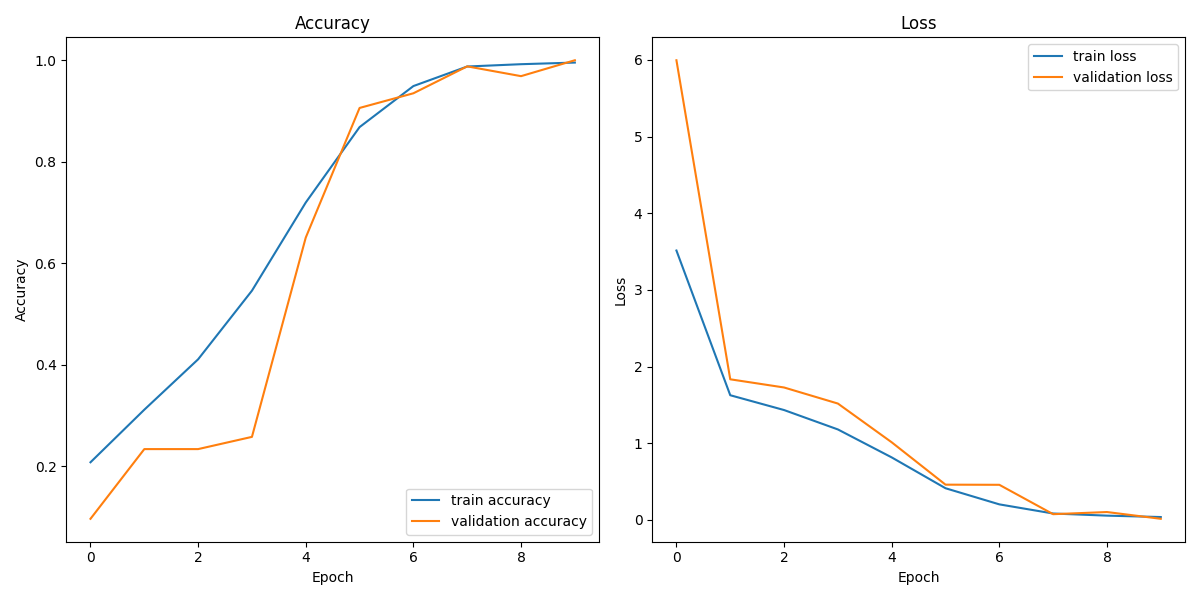 Accuracy
1.0
0.8
0.6
0.4
0.2
Accuracy
train accuracy
validation accuracy
0 2 4 6 8
Epoch
Loss
6
5
4
3
2
1
0
Loss
train loss
validation loss
0 2 4 6 8
Epoch